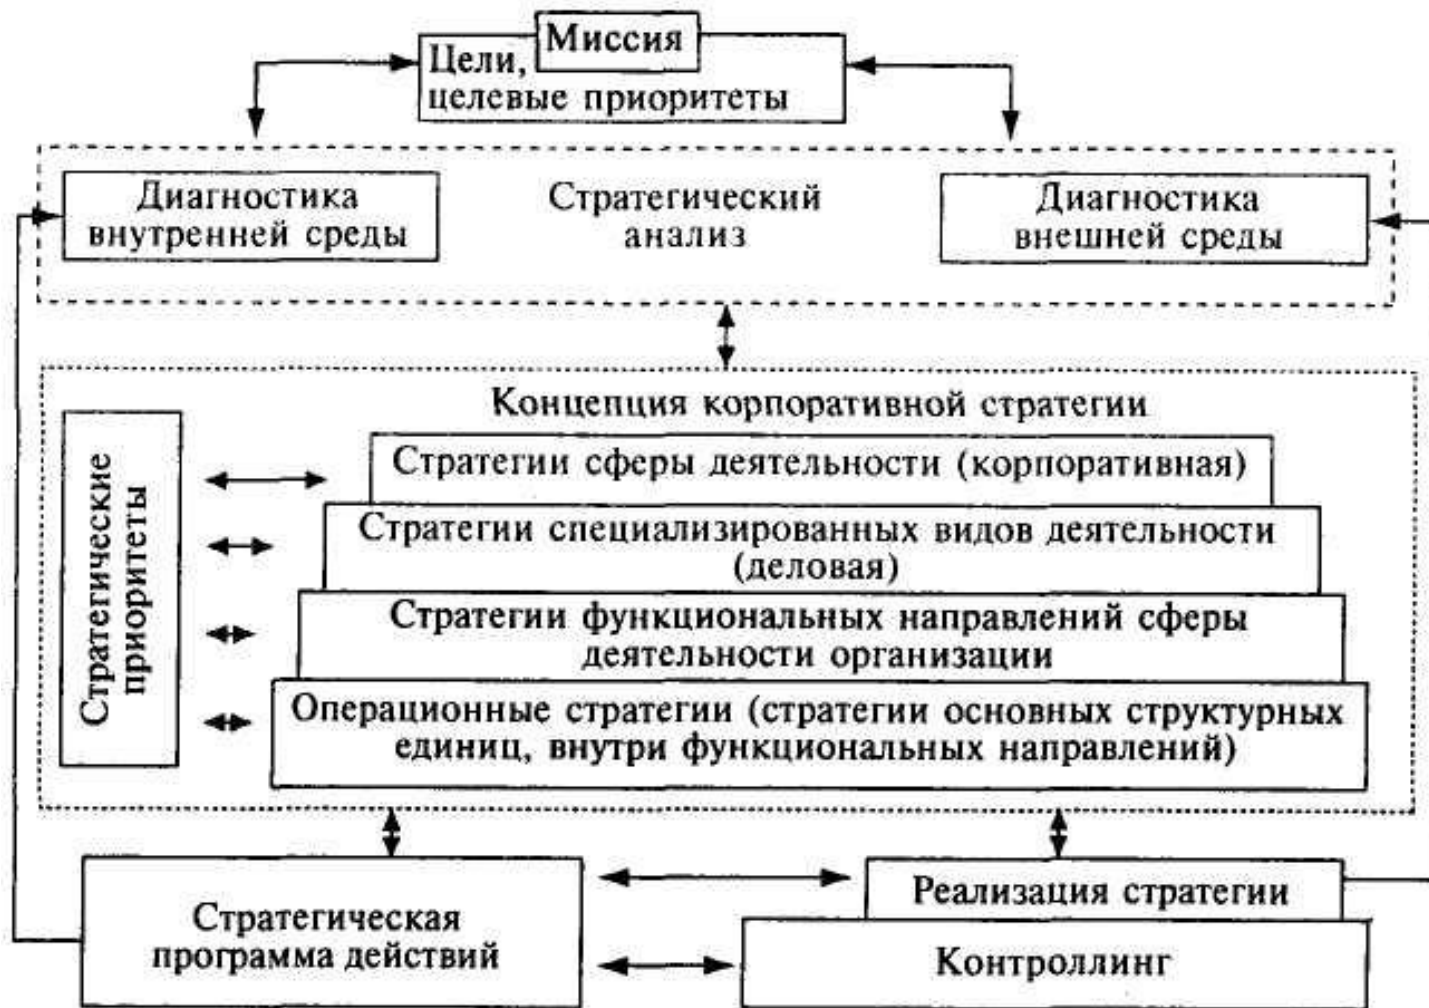 Миссия
Цели,
целевые приоритеты
Диагностика
внутренней среды
Стратегический
анализ
Диагностика
внешней среды
Концепция корпоративной стратегии
Стратегические
приоритеты
Стратегии сферы деятельности (корпоративная)
Стратегии специализированных видов деятельности
(деловая)
Стратегии функциональных направлений сферы
деятельности организации
Операционные стратегии (стратегии основных структурных
единиц, внутри функциональных направлений)
Стратегическая
программа действий
Реализация стратегии
Контроллинг